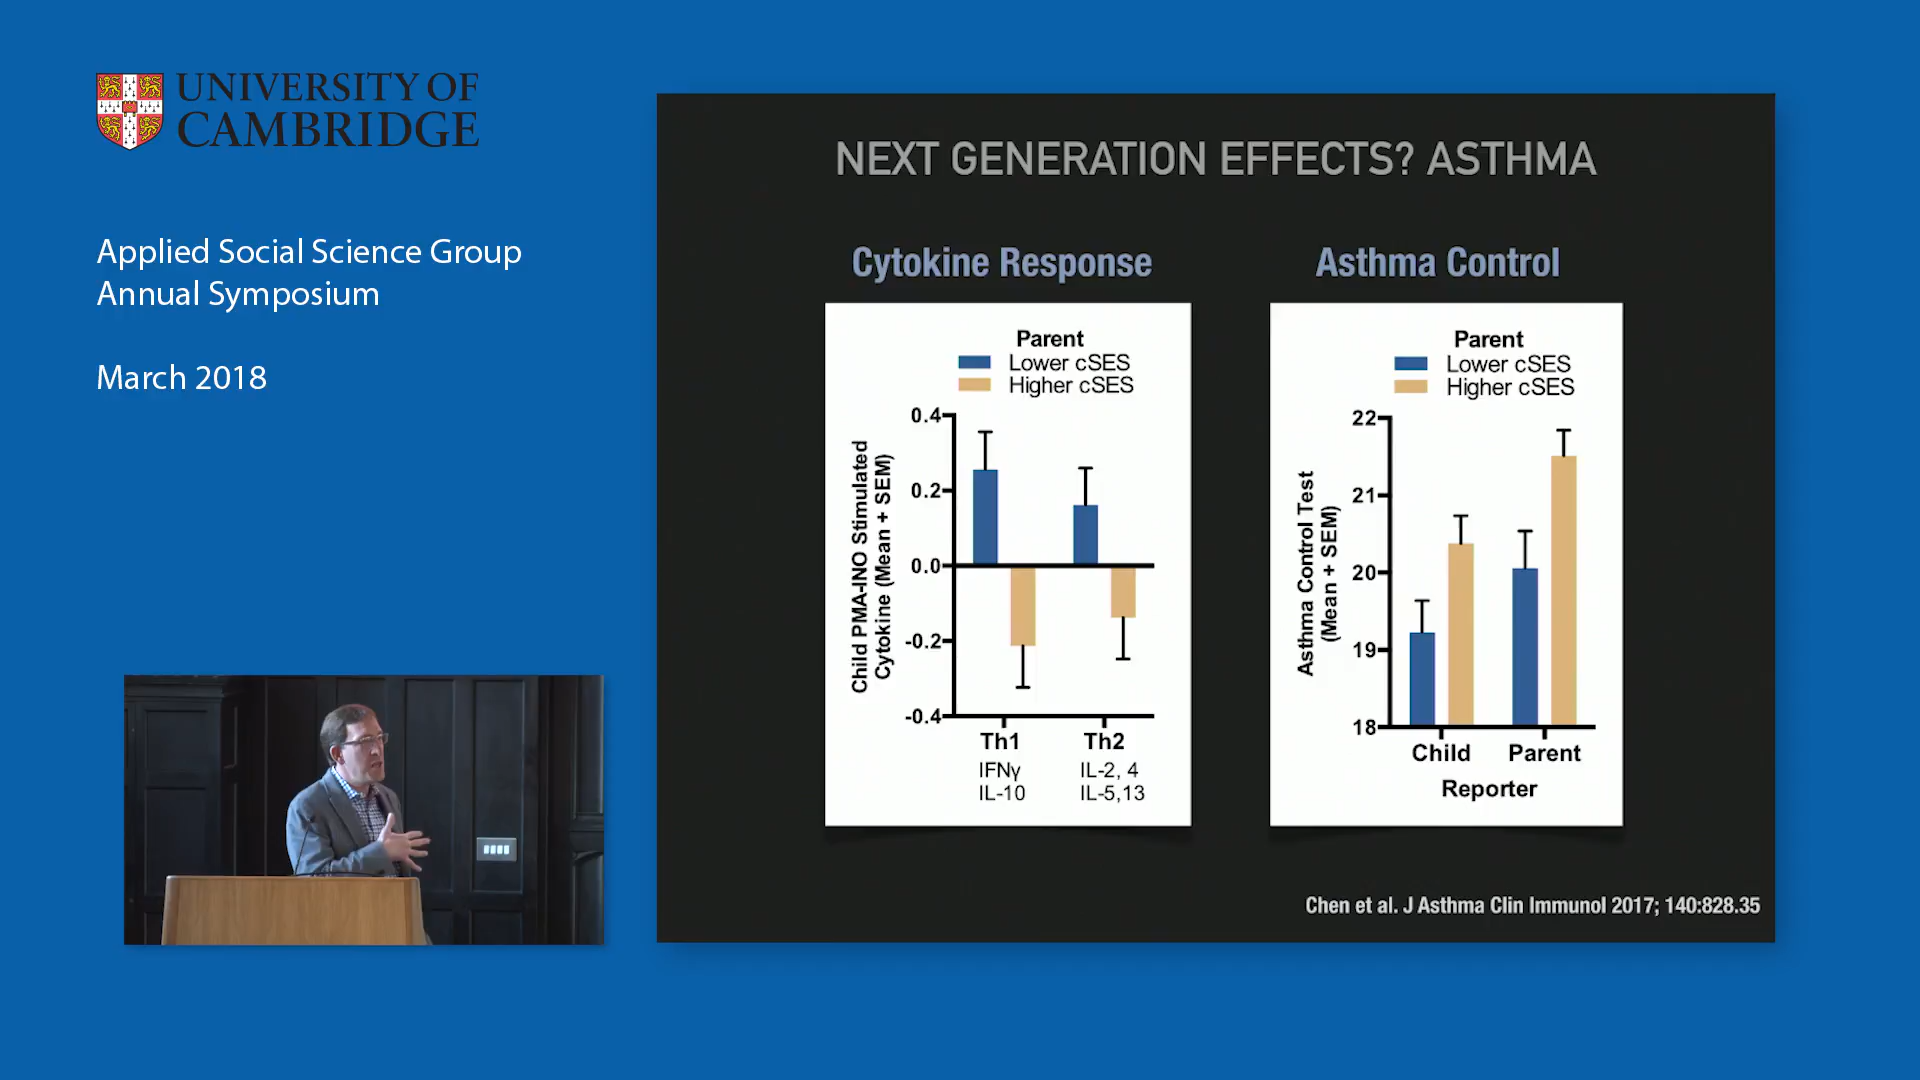 UNIVERSITY OF
CAMBRIDGE
Applied Social Science Group
Annual Symposium
March 2018
NEXT GENERATION EFFECTS? ASTHMA
Cytokine Response
Parent
Lower cSES
Higher cSES
Child PMA-INO Stimulated
Cytokine (Mean + SEM)
0.4
0.2
0.0
-0.2
-0.4
Th1
Th2
IFNγ
IL-10
IL-2, 4
IL-5,13
Asthma Control
Parent
Lower cSES
Higher cSES
Asthma Control Test
(Mean + SEM)
22
21
20
19
18
Child
Parent
Reporter
Chen et al. J Asthma Clin Immunol 2017; 140:828.35